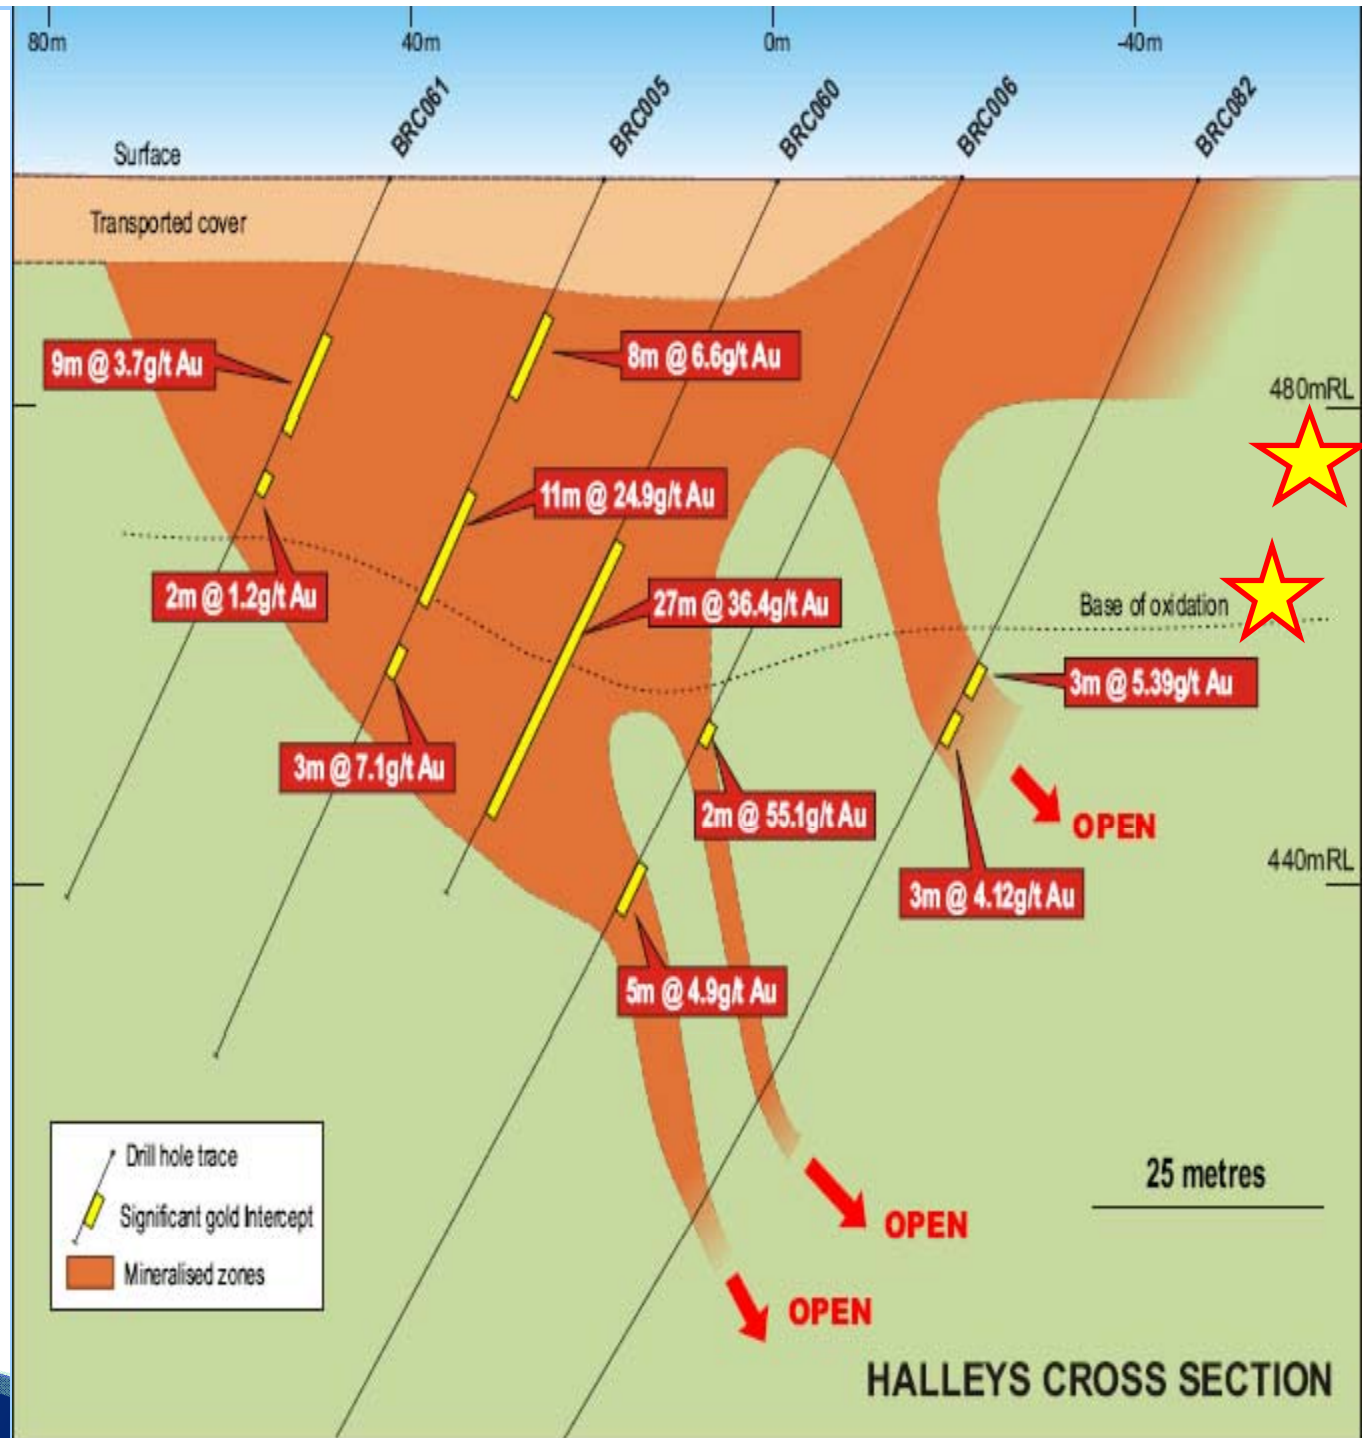 80m
40m
0m
-40m
BRC061
BRC005
BRC060
BRC006
BRC082
Surface
Transported cover
9m @ 3.7g/t Au
8m @ 6.6g/t Au
480mRL
11m @ 24.9g/t Au
2m @ 1.2g/t Au
27m @ 36.4g/t Au
Base of oxidation
3m @ 5.39g/t Au
3m @ 7.1g/t Au
2m @ 55.1g/t Au
OPEN
440mRL
3m @ 4.12g/t Au
5m @ 4.9g/t Au
Drill hole trace
25 metres
Significant gold Intercept
OPEN
Mineralised zones
OPEN
HALLEYS CROSS SECTION